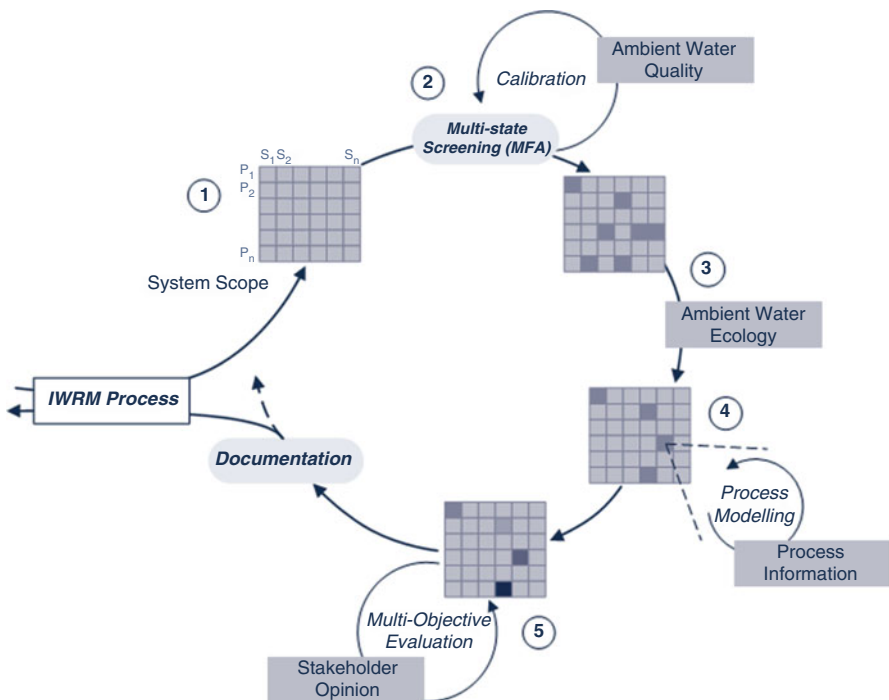 2
Calibration
Ambient Water
Quality
Multi-state
Screening (MFA)
1
S1 S2 Sn
P1
P2
Pn
System Scope
3
Ambient Water
Ecology
IWRM Process
Documentation
4
Process
Modelling
Process
Information
Multi-Objective
Evaluation
5
Stakeholder
Opinion